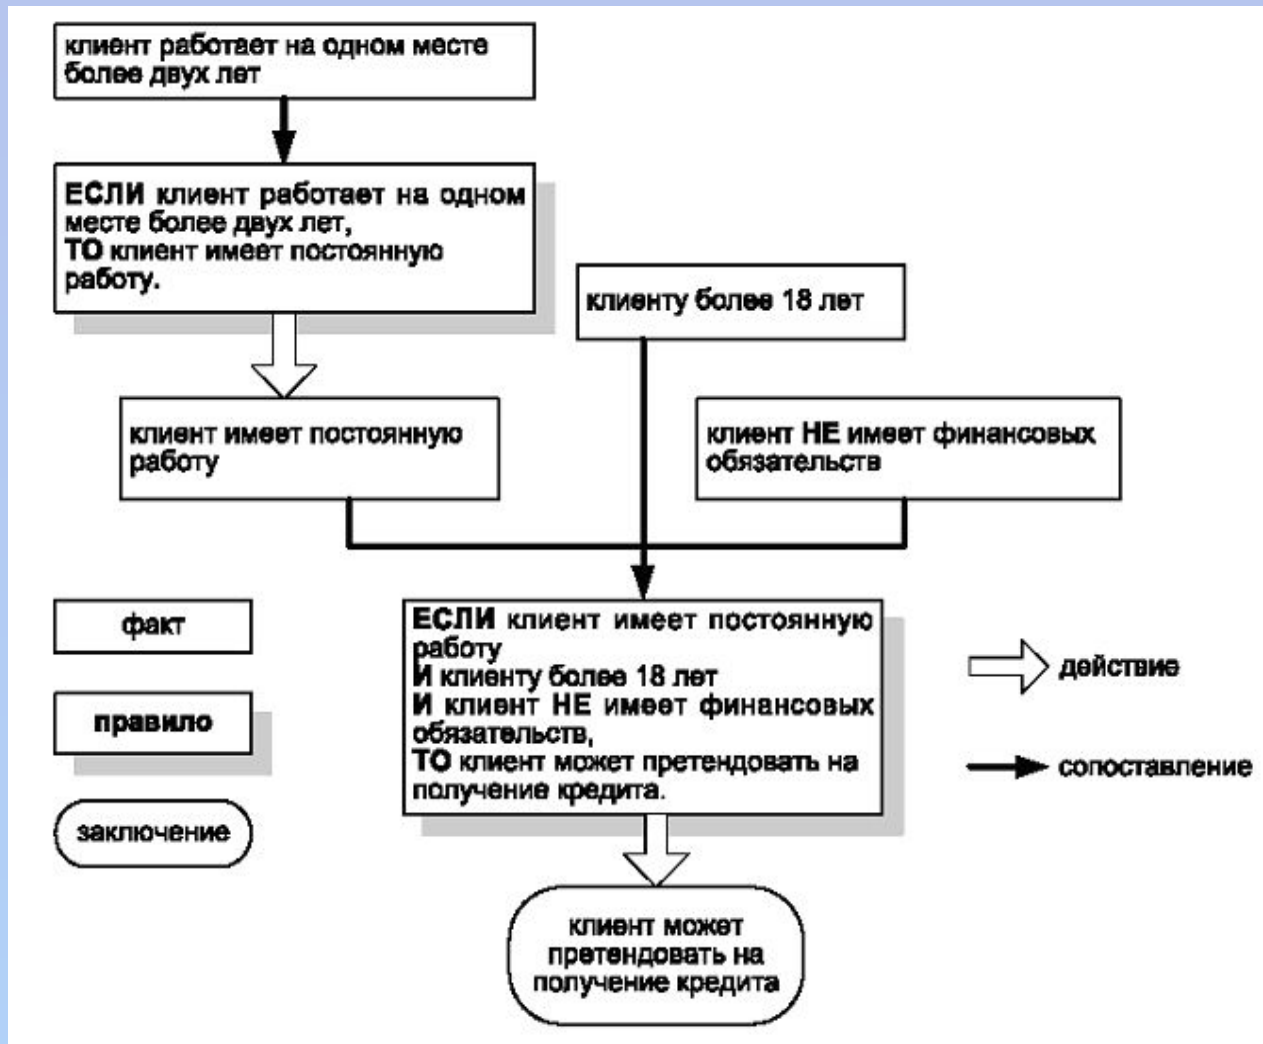 клиент работает на одном месте
более двух лет
ЕСЛИ клиент работает на одном
месте более двух лет,
ТО клиент имеет постоянную
работу.
клиенту более 18 лет
клиент имеет постоянную
работу
клиент НЕ имеет финансовых
обязательств
ЕСЛИ клиент имеет постоянную
работу
И клиенту более 18 лет
И клиент НЕ имеет финансовых
обязательств,
ТО клиент может претендовать на
получение кредита.
факт
правило
заключение
действие
сопоставление
клиент может
претендовать на
получение кредита